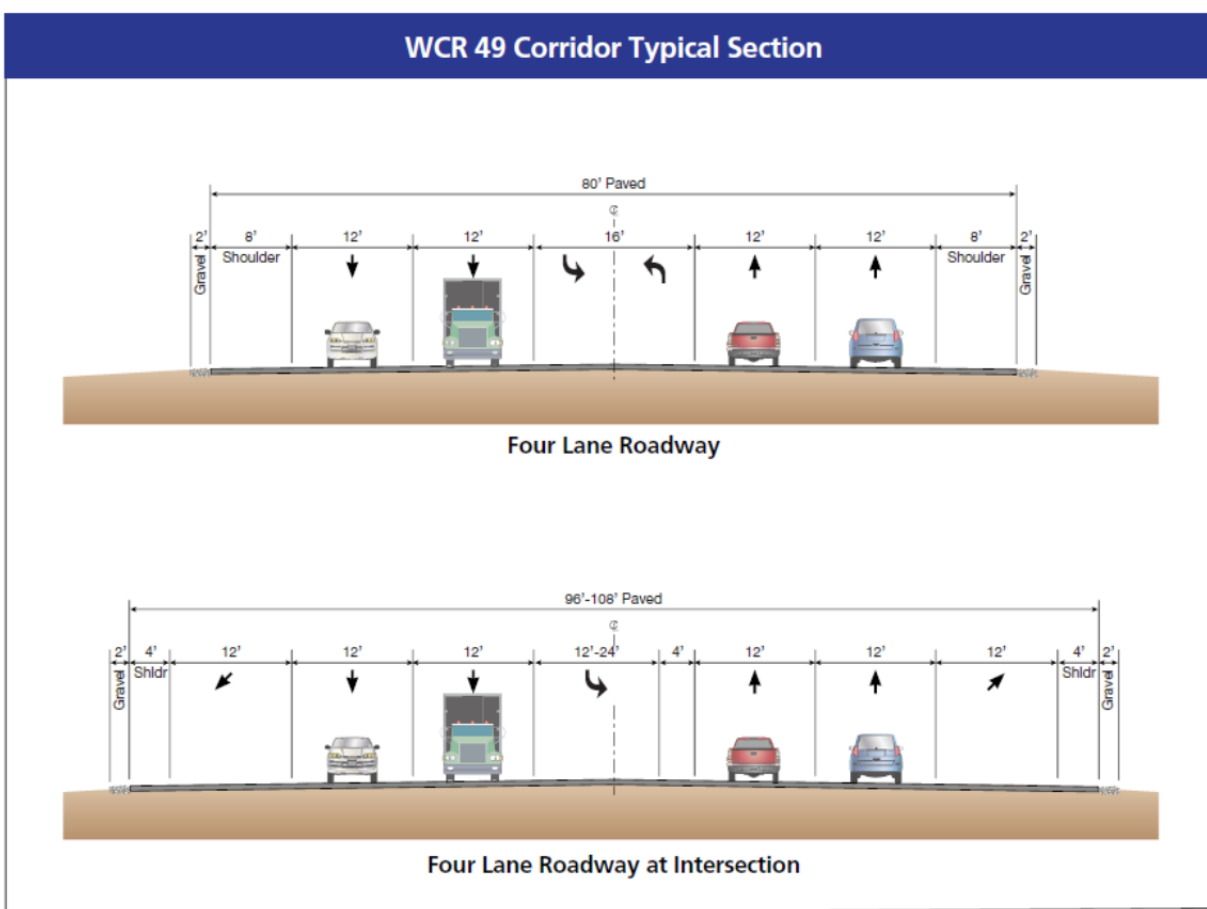 WCR 49 Corridor Typical Section
80' Paved
℄
2' 8' 12' 12' 16' 12' 12' 8' 2'
Gravel Shoulder Shoulder Gravel
Four Lane Roadway
96'-108' Paved
℄
2' 4' 12' 12' 12' 12'-24' 4' 12' 12' 12' 4' 2'
Gravel Shldr Shldr Gravel
Four Lane Roadway at Intersection